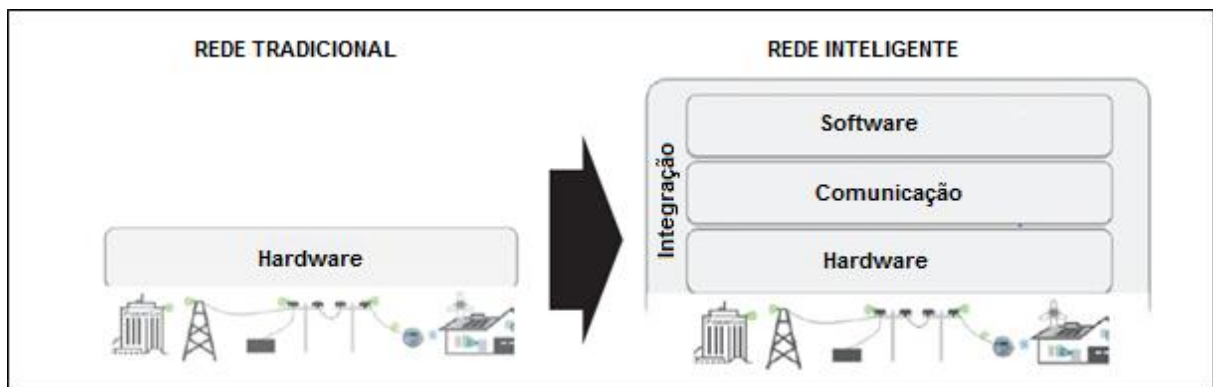 REDE TRADICIONAL
REDE INTELIGENTE
Integração
Software
Comunicação
Hardware
Hardware